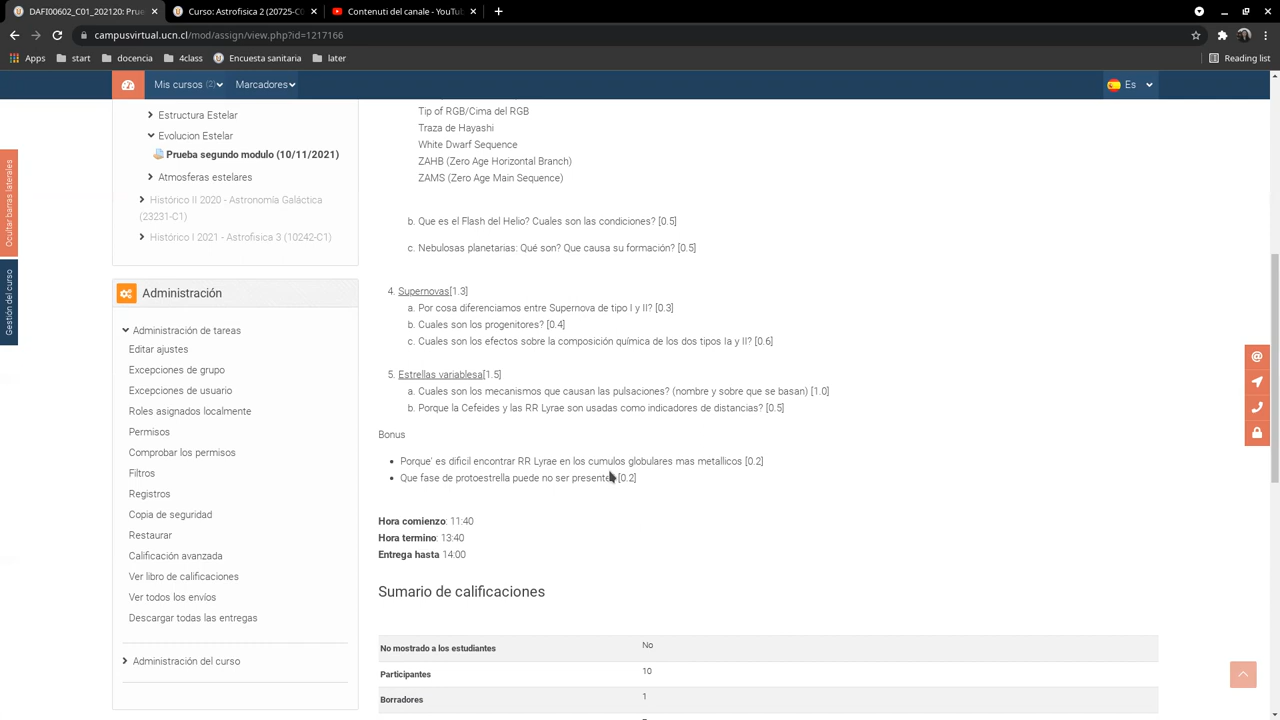 DAFI00602_C01_202120: Prue
Curso: Astrofisica 2 (20725-C0
Contenuti del canale - YouTu
campusvirtual.ucn.cl/mod/assign/view.php?id=1217166
Apps
start
docencia
4class
Encuesta sanitaria
later
Reading list
Mis cursos (2)
Marcadores
Es
Ocultar barras laterales
Gestión del curso
Estructura Estelar
Evolucion Estelar
Prueba segundo modulo (10/11/2021)
Atmosferas estelares
Histórico II 2020 - Astronomía Galáctica
(23231-C1)
Histórico I 2021 - Astrofisica 3 (10242-C1)
Administración
Administración de tareas
Editar ajustes
Excepciones de grupo
Excepciones de usuario
Roles asignados localmente
Permisos
Comprobar los permisos
Filtros
Registros
Copia de seguridad
Restaurar
Calificación avanzada
Ver libro de calificaciones
Ver todos los envíos
Descargar todas las entregas
Administración del curso
Tip of RGB/Cima del RGB
Traza de Hayashi
White Dwarf Sequence
ZAHB (Zero Age Horizontal Branch)
ZAMS (Zero Age Main Sequence)
b. Que es el Flash del Helio? Cuales son las condiciones? [0.5]
c. Nebulosas planetarias: Qué son? Que causa su formación? [0.5]
4. Supernovas[1.3]
a. Por cosa diferenciamos entre Supernova de tipo I y II? [0.3]
b. Cuales son los progenitores? [0.4]
c. Cuales son los efectos sobre la composición química de los dos tipos Ia y II? [0.6]
5. Estrellas variables[1.5]
a. Cuales son los mecanismos que causan las pulsaciones? (nombre y sobre que se basan) [1.0]
b. Porque la Cefeides y las RR Lyrae son usadas como indicadores de distancias? [0.5]
Bonus
Porque' es dificil encontrar RR Lyrae en los cumulos globulares mas metallicos [0.2]
Que fase de protoestrella puede no ser presente [0.2]
Hora comienzo: 11:40
Hora termino: 13:40
Entrega hasta 14:00
Sumario de calificaciones
No mostrado a los estudiantes No
Participantes 10
Borradores 1